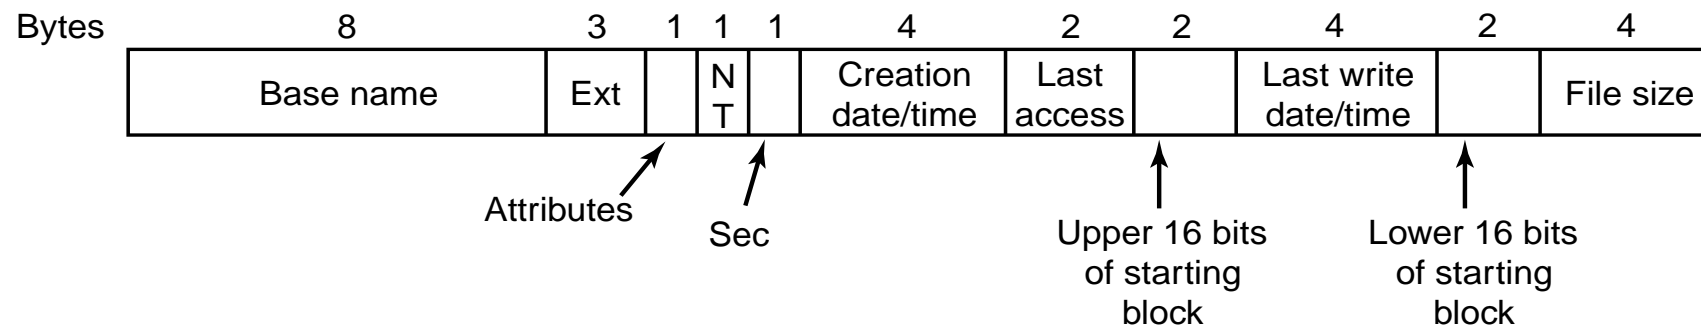 Bytes 8 3 1 1 1 4 2 2 4 2 4
Base name Ext N T Creation date/time Last access Last write date/time File size
Attributes
Sec
Upper 16 bits of starting block
Lower 16 bits of starting block